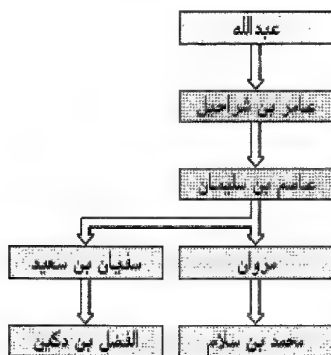 عبدالله
عامر بن شراحيل
عاصم بن سليمان
مروان
سفيان بن سعيد
محمد بن سلام
الفضل بن دكين